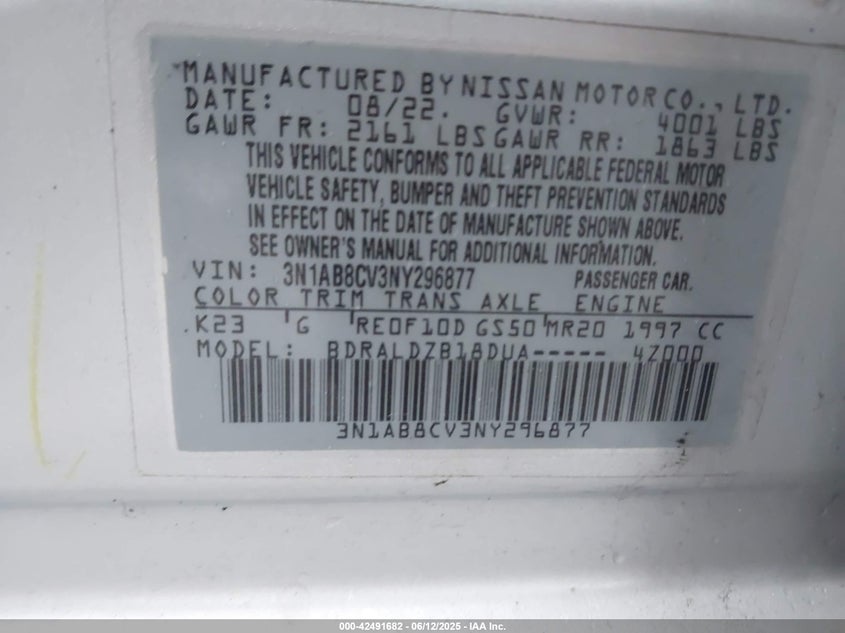 MANUFACTURED BY NISSAN MOTOR CO., LTD.
DATE: 08/22. GVWR: 4001 LBS
GAWR FR: 2161 LBS GAWR RR: 1863 LBS
THIS VEHICLE CONFORMS TO ALL APPLICABLE FEDERAL MOTOR
VEHICLE SAFETY, BUMPER AND THEFT PREVENTION STANDARDS
IN EFFECT ON THE DATE OF MANUFACTURE SHOWN ABOVE.
SEE OWNER'S MANUAL FOR ADDITIONAL INFORMATION.
VIN: 3N1AB8CV3NY296877 PASSENGER CAR.
COLOR TRIM TRANS AXLE ENGINE
K23 G RE0F10D GS50 MR20 1997 CC
MODEL: BDRALDZB18DUA----- 4Z000
3N1AB8CV3NY296877
000-42491682 - 06/12/2025 - IAA Inc.